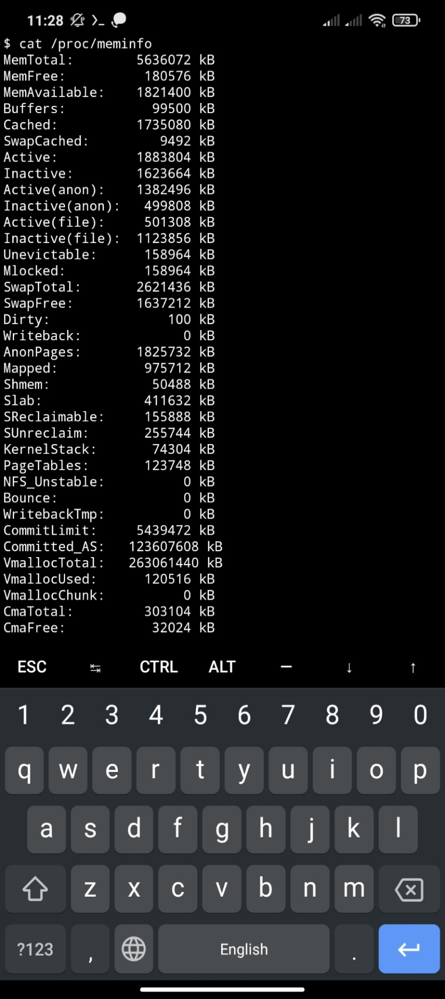 11:28 73
$ cat /proc/meminfo
MemTotal: 5636072 kB
MemFree: 180576 kB
MemAvailable: 1821400 kB
Buffers: 99500 kB
Cached: 1735080 kB
SwapCached: 9492 kB
Active: 1883804 kB
Inactive: 1623664 kB
Active(anon): 1382496 kB
Inactive(anon): 499808 kB
Active(file): 501308 kB
Inactive(file): 1123856 kB
Unevictable: 158964 kB
Mlocked: 158964 kB
SwapTotal: 2621436 kB
SwapFree: 1637212 kB
Dirty: 100 kB
Writeback: 0 kB
AnonPages: 1825732 kB
Mapped: 975712 kB
Shmem: 50488 kB
Slab: 411632 kB
SReclaimable: 155888 kB
SUnreclaim: 255744 kB
KernelStack: 74304 kB
PageTables: 123748 kB
NFS_Unstable: 0 kB
Bounce: 0 kB
WritebackTmp: 0 kB
CommitLimit: 5439472 kB
Committed_AS: 123607608 kB
VmallocTotal: 263061440 kB
VmallocUsed: 120516 kB
VmallocChunk: 0 kB
CmaTotal: 303104 kB
CmaFree: 32024 kB
ESC ↹ CTRL ALT — ↓ ↑
1 2 3 4 5 6 7 8 9 0
q w e r t y u i o p
a s d f g h j k l
z x c v b n m
?123 , English .